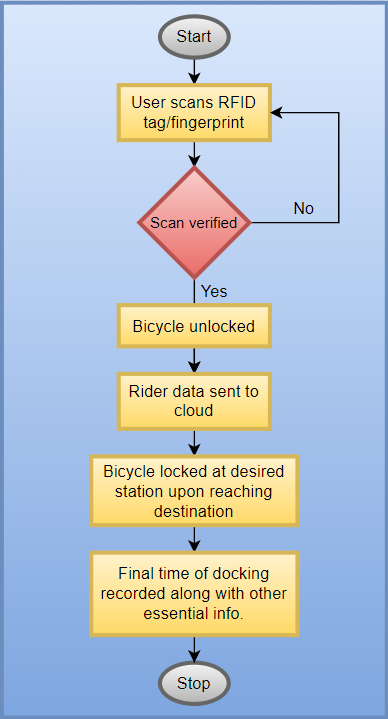 Start
User scans RFID
tag/fingerprint
Scan verified
No
Yes
Bicycle unlocked
Rider data sent to
cloud
Bicycle locked at desired
station upon reaching
destination
Final time of docking
recorded along with other
essential info.
Stop